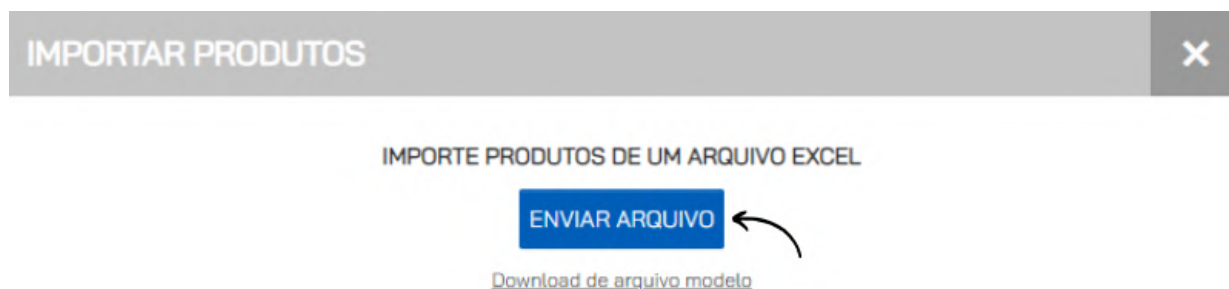 IMPORTAR PRODUTOS
IMPORTE PRODUTOS DE UM ARQUIVO EXCEL
ENVIAR ARQUIVO
Download de arquivo modelo